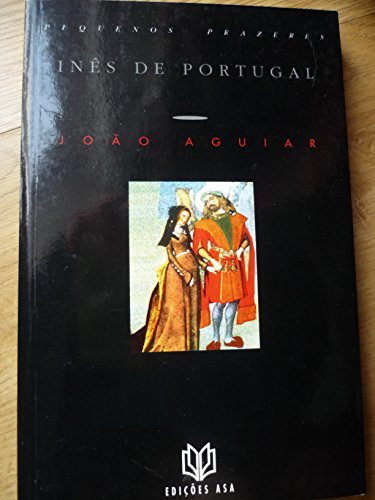 PEQUENOS PRAZERES
INÊS DE PORTUGAL
JOÃO AGUIAR
EDIÇÕES ASA